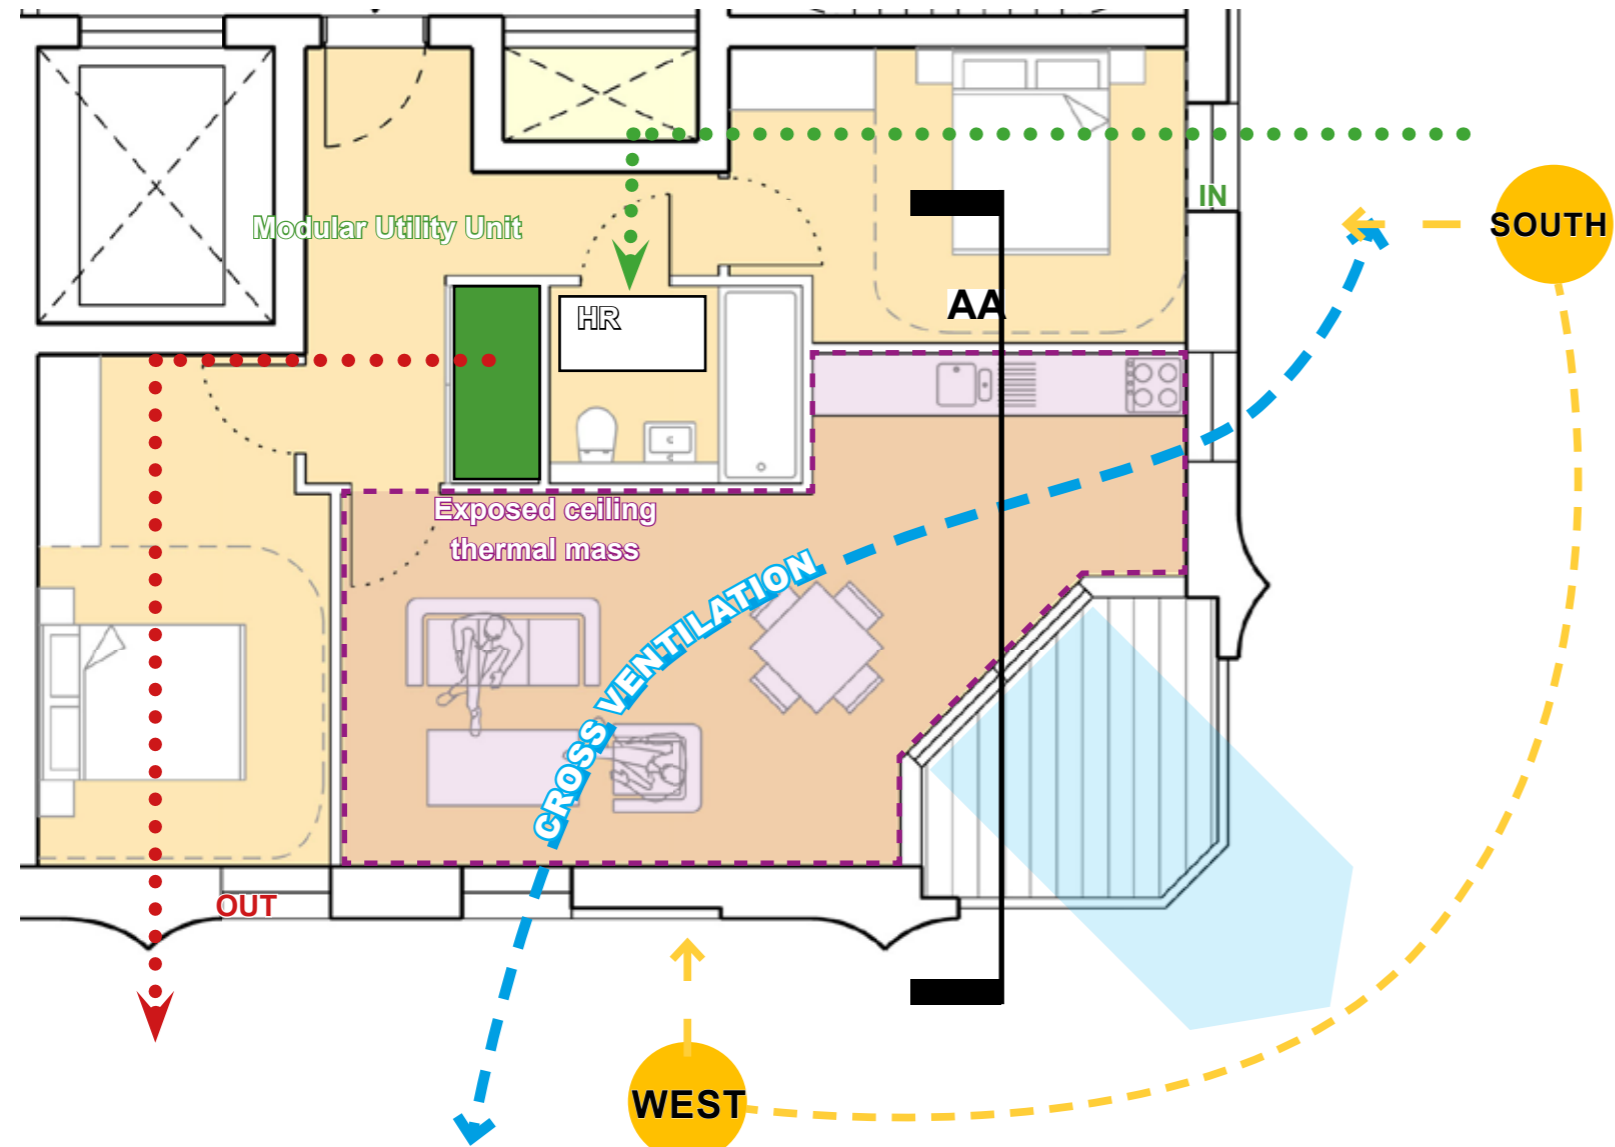 IN
SOUTH
Modular Utility Unit
AA
HR
Exposed ceiling
thermal mass
CROSS VENTILATION
OUT
WEST